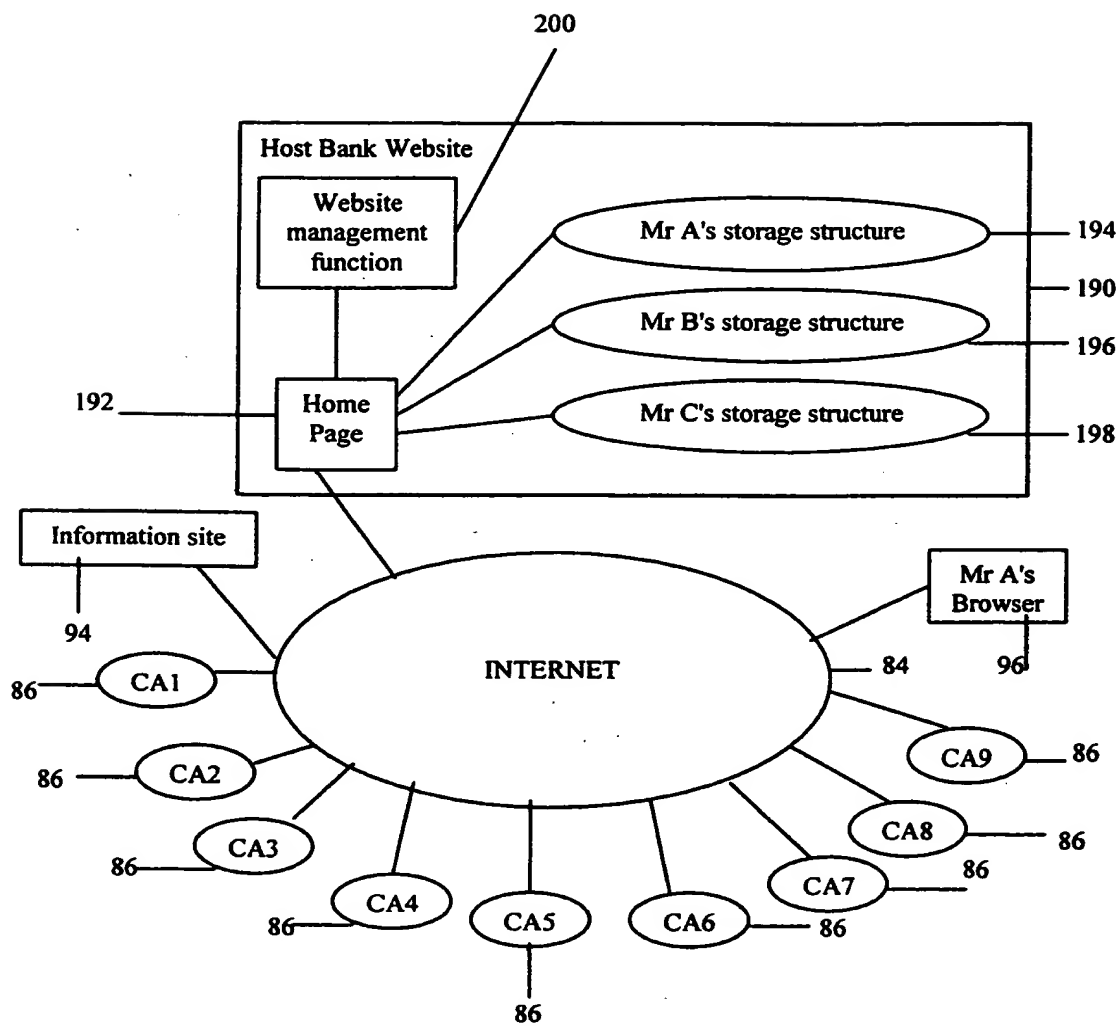 200
Host Bank Website
Website
management
function
Mr A's storage structure
194
190
Mr B's storage structure
196
192
Home
Page
Mr C's storage structure
198
Information site
94
Mr A's
Browser
96
INTERNET
84
86
CA1
86
CA2
CA9
86
86
CA3
CA8
86
86
CA4
CA7
86
CA5
86
CA6
86